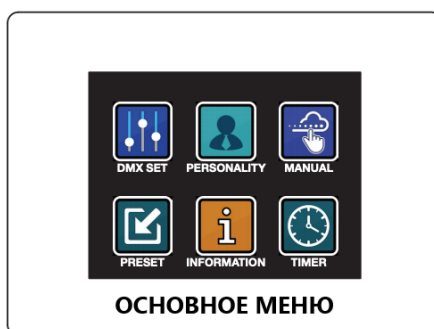 DMX SET PERSONALITY MANUAL
PRESET INFORMATION TIMER
ОСНОВНОЕ МЕНЮ